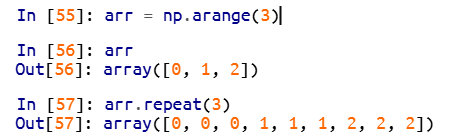 In [55]: arr = np.arange(3)
In [56]: arr
Out[56]: array([0, 1, 2])
In [57]: arr.repeat(3)
Out[57]: array([0, 0, 0, 1, 1, 1, 2, 2, 2])